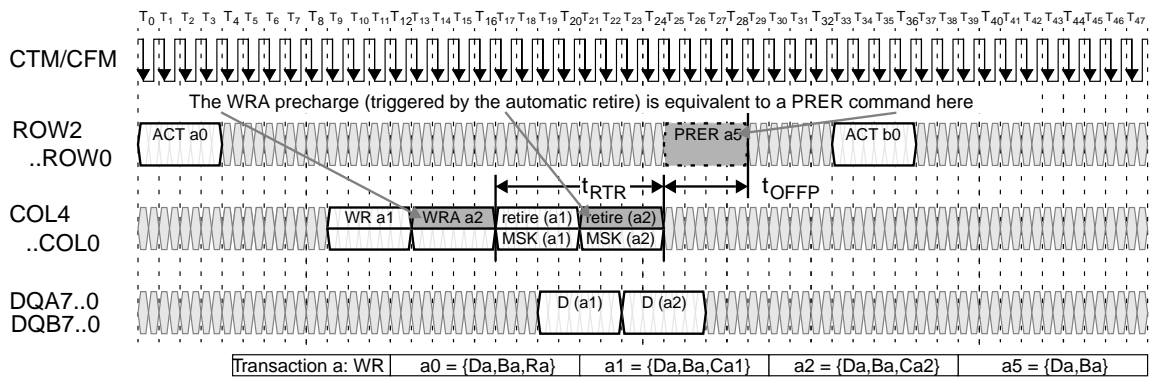 T0 T1 T2 T3 T4 T5 T6 T7 T8 T9 T10 T11 T12 T13 T14 T15 T16 T17 T18 T19 T20 T21 T22 T23 T24 T25 T26 T27 T28 T29 T30 T31 T32 T33 T34 T35 T36 T37 T38 T39 T40 T41 T42 T43 T44 T45 T46 T47
CTM/CFM
The WRA precharge (triggered by the automatic retire) is equivalent to a PRER command here
ROW2 ACT a0 PRER a5 ACT b0
..ROW0
tRTR tOFFP
COL4 WR a1 WRA a2 retire (a1) retire (a2)
..COL0 MSK (a1) MSK (a2)
DQA7..0 D (a1) D (a2)
DQB7..0
Transaction a: WR a0 = {Da,Ba,Ra} a1 = {Da,Ba,Ca1} a2 = {Da,Ba,Ca2} a5 = {Da,Ba}